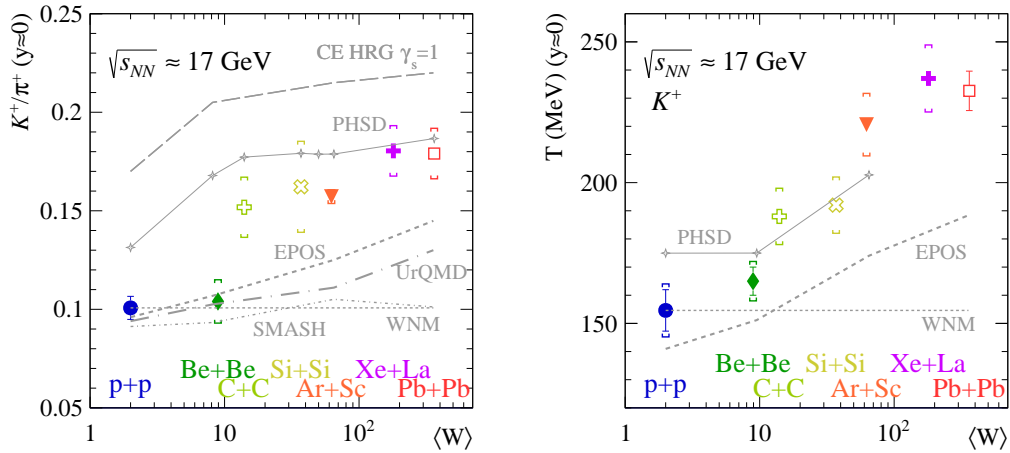 K⁺/π⁺ (y≈0)
0.25
0.2
0.15
0.1
0.05
√s_NN ≈ 17 GeV
CE HRG γ_s=1
PHSD
EPOS
UrQMD
SMASH
WNM
Be+Be
Si+Si
Xe+La
p+p
C+C
Ar+Sc
Pb+Pb
1
10
10²
⟨W⟩
T (MeV) (y≈0)
250
200
150
√s_NN ≈ 17 GeV
K⁺
PHSD
EPOS
WNM
Be+Be
Si+Si
Xe+La
p+p
C+C
Ar+Sc
Pb+Pb
1
10
10²
⟨W⟩